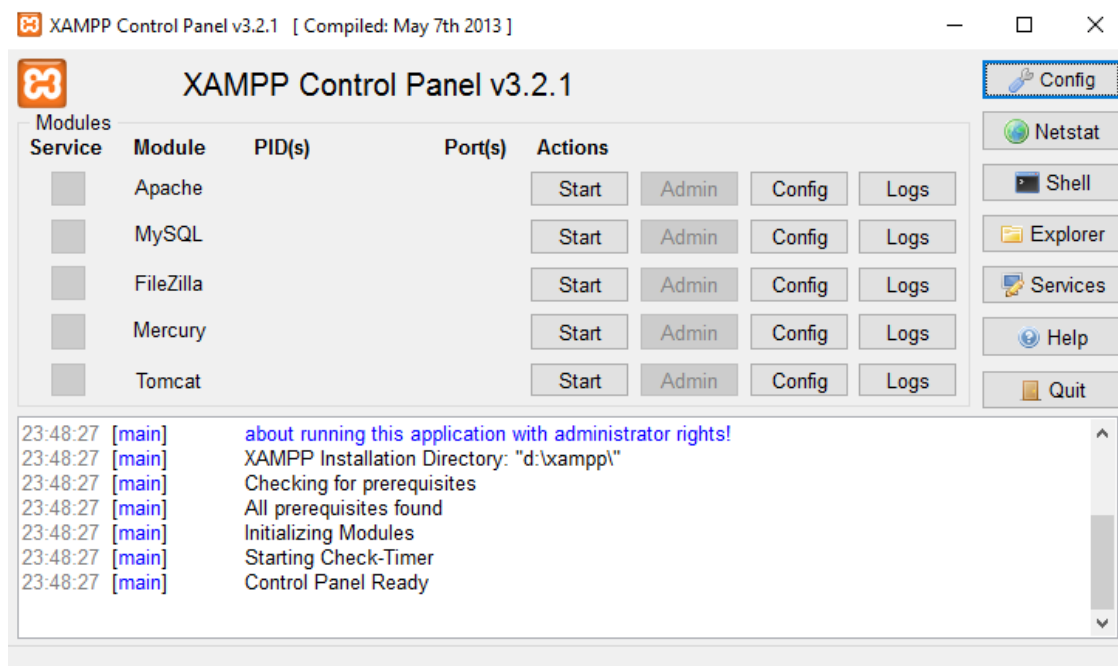 XAMPP Control Panel v3.2.1 [ Compiled: May 7th 2013 ]
XAMPP Control Panel v3.2.1
Modules
Service Module PID(s) Port(s) Actions
Apache Start Admin Config Logs
MySQL Start Admin Config Logs
FileZilla Start Admin Config Logs
Mercury Start Admin Config Logs
Tomcat Start Admin Config Logs
Config
Netstat
Shell
Explorer
Services
Help
Quit
23:48:27 [main] about running this application with administrator rights!
23:48:27 [main] XAMPP Installation Directory: "d:\xampp\"
23:48:27 [main] Checking for prerequisites
23:48:27 [main] All prerequisites found
23:48:27 [main] Initializing Modules
23:48:27 [main] Starting Check-Timer
23:48:27 [main] Control Panel Ready